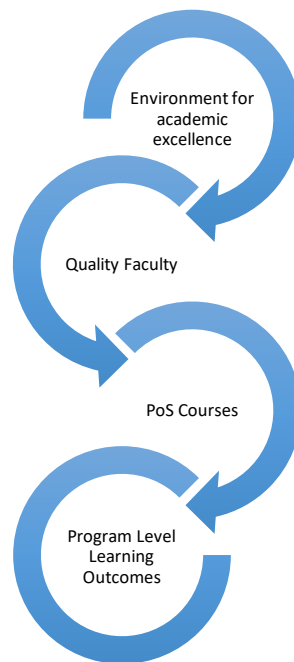 Environment for
academic
excellence
Quality Faculty
PoS Courses
Program Level
Learning
Outcomes